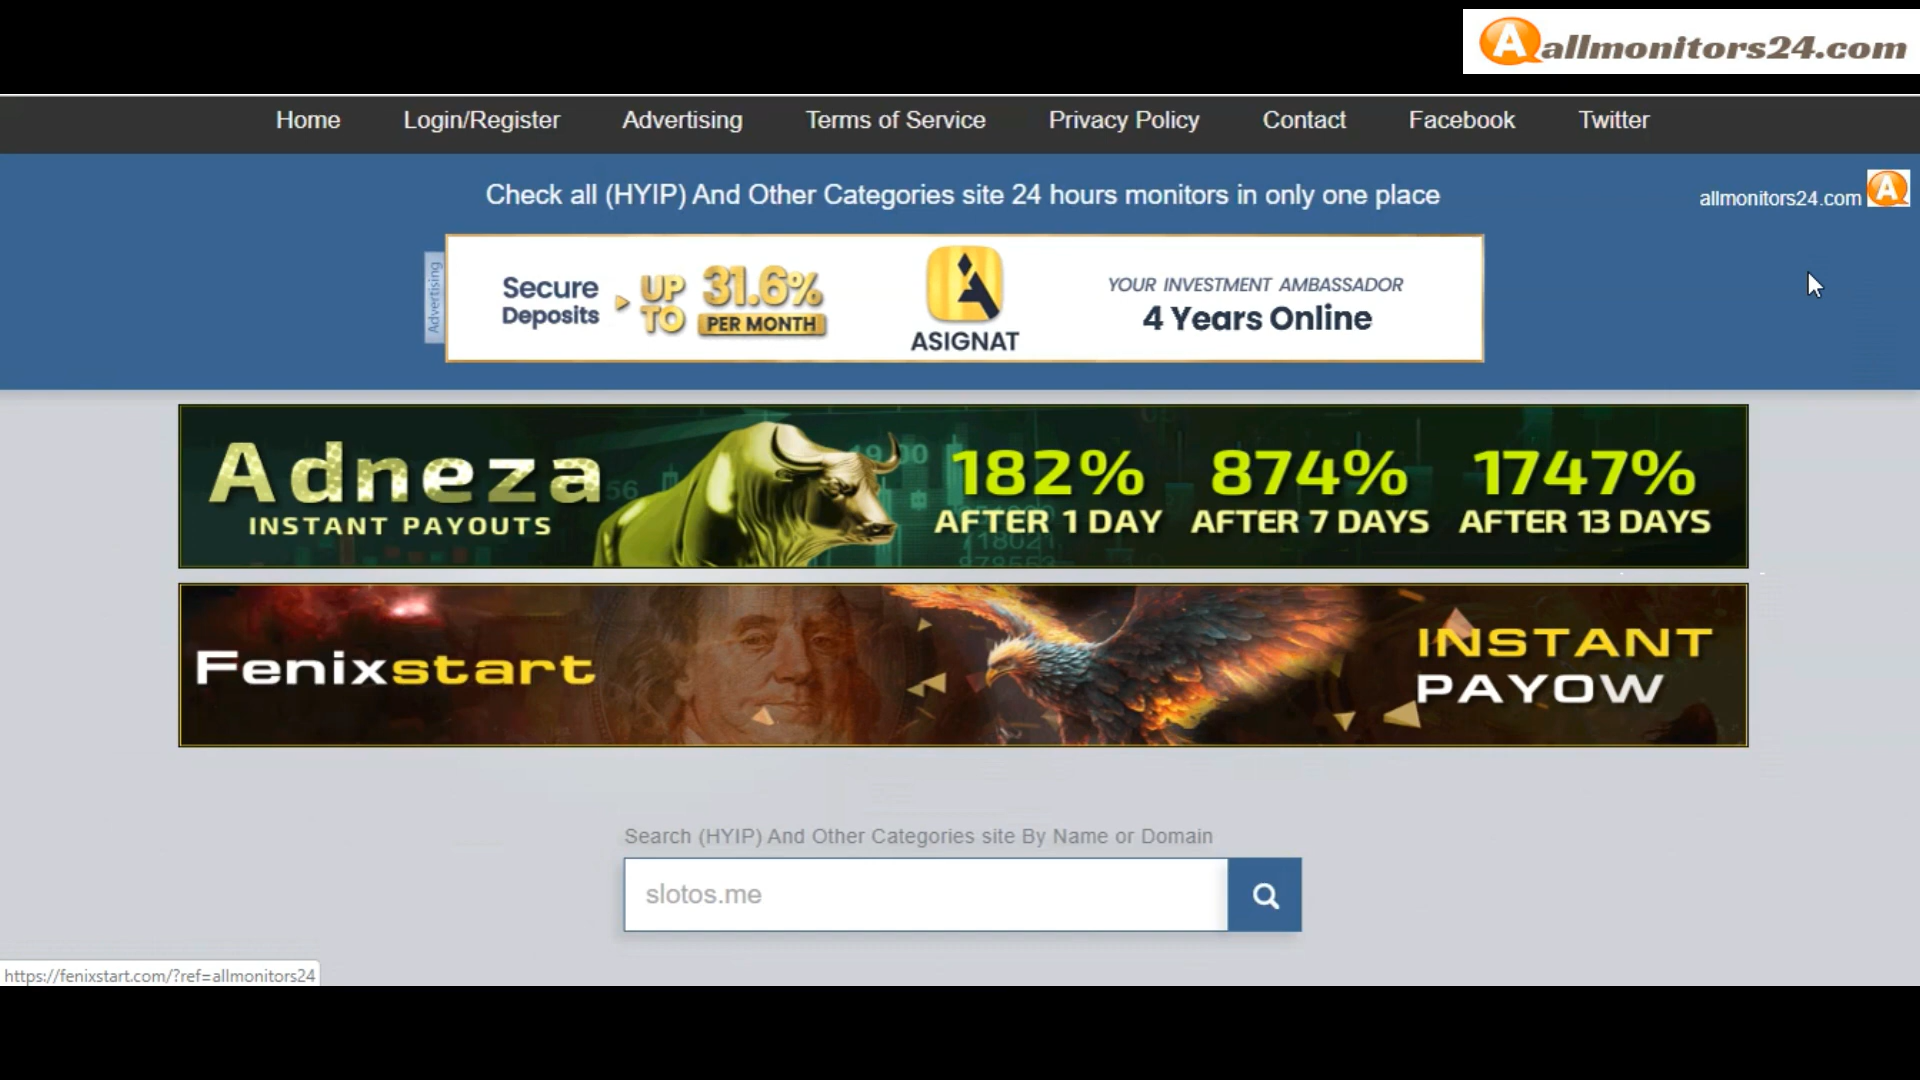 allmonitors24.com
Home Login/Register Advertising Terms of Service Privacy Policy Contact Facebook Twitter
Check all (HYIP) And Other Categories site 24 hours monitors in only one place
allmonitors24.com
Advertising
Secure Deposits UP TO 31.6% PER MONTH
ASIGNAT
YOUR INVESTMENT AMBASSADOR
4 Years Online
Adneza
INSTANT PAYOUTS
182% 874% 1747%
AFTER 1 DAY AFTER 7 DAYS AFTER 13 DAYS
Fenixstart
INSTANT
PAYOW
Search (HYIP) And Other Categories site By Name or Domain
slotos.me
https://fenixstart.com/?ref=allmonitors24